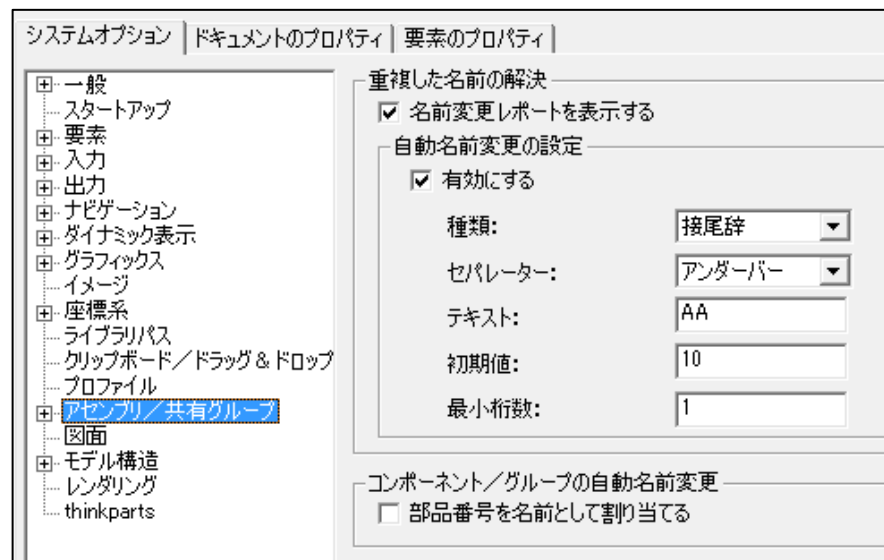 システムオプション ドキュメントのプロパティ 要素のプロパティ
一般
スタートアップ
要素
入力
出力
ナビゲーション
ダイナミック表示
グラフィックス
イメージ
座標系
ライブラリパス
クリップボード／ドラッグ＆ドロップ
プロファイル
アセンブリ／共有グループ
図面
モデル構造
レンダリング
thinkparts
重複した名前の解決
名前変更レポートを表示する
自動名前変更の設定
有効にする
種類: 接尾辞
セパレーター: アンダーバー
テキスト: AA
初期値: 10
最小桁数: 1
コンポーネント／グループの自動名前変更
部品番号を名前として割り当てる